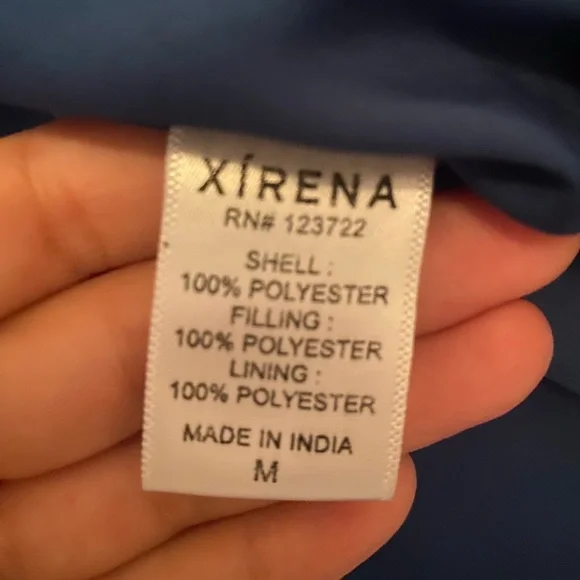 XÍRENA
RN# 123722
SHELL :
100% POLYESTER
FILLING :
100% POLYESTER
LINING :
100% POLYESTER
MADE IN INDIA
M